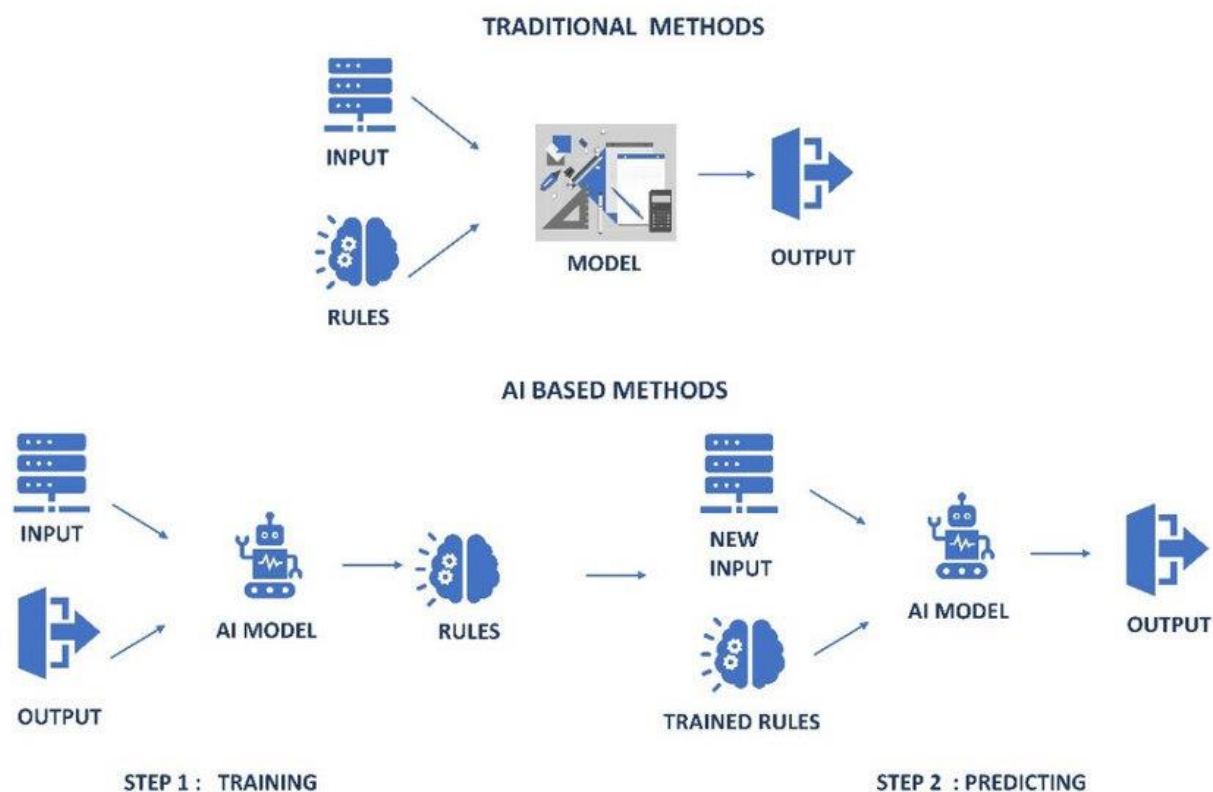 TRADITIONAL METHODS
INPUT
RULES
MODEL
OUTPUT
AI BASED METHODS
INPUT
OUTPUT
AI MODEL
RULES
NEW
INPUT
TRAINED RULES
AI MODEL
OUTPUT
STEP 1 : TRAINING
STEP 2 : PREDICTING